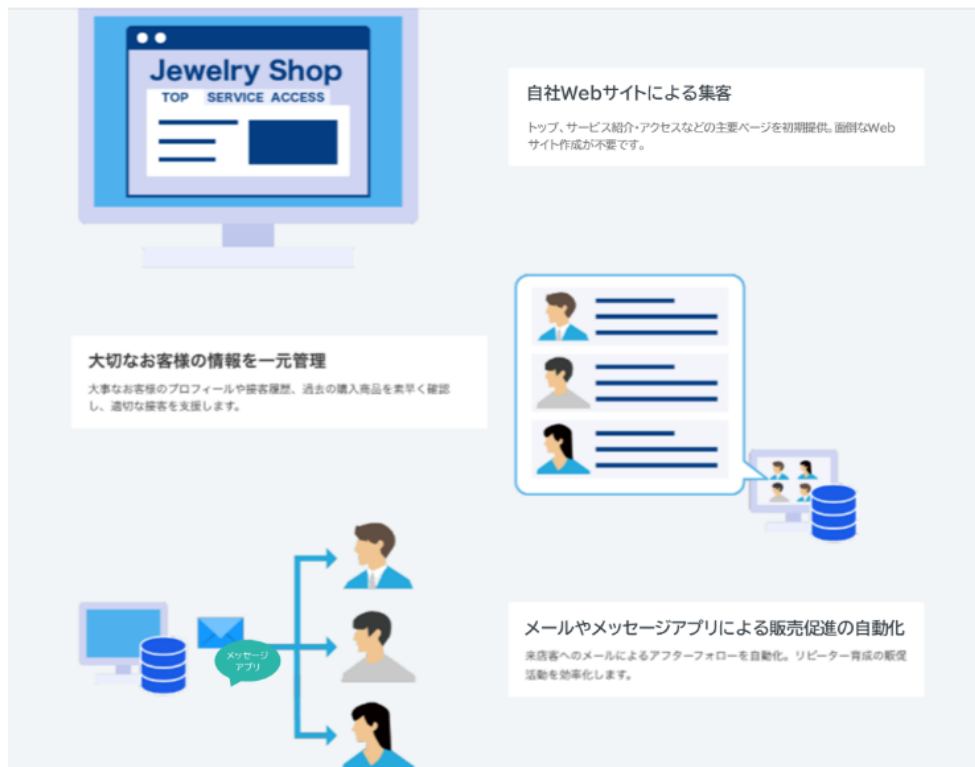 Jewelry Shop
TOP SERVICE ACCESS
自社Webサイトによる集客
トップ、サービス紹介・アクセスなどの主要ページを初期提供。面倒なWeb
サイト作成が不要です。
大切なお客様の情報を一元管理
大事なお客様のプロフィールや接客履歴、過去の購入商品を素早く確認
し、適切な接客を支援します。
メッセージ
アプリ
メールやメッセージアプリによる販売促進の自動化
来店客へのメールによるアフターフォローを自動化。リピーター育成の販促
活動を効率化します。